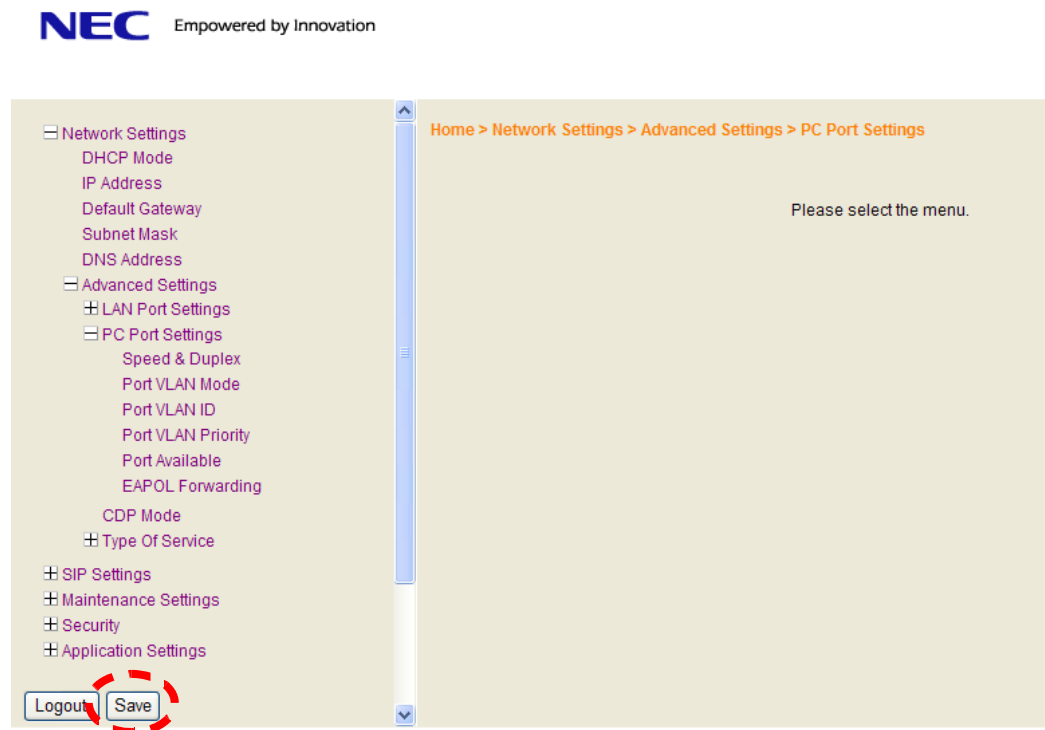 NEC Empowered by Innovation
Network Settings
DHCP Mode
IP Address
Default Gateway
Subnet Mask
DNS Address
Advanced Settings
LAN Port Settings
PC Port Settings
Speed & Duplex
Port VLAN Mode
Port VLAN ID
Port VLAN Priority
Port Available
EAPOL Forwarding
CDP Mode
Type Of Service
SIP Settings
Maintenance Settings
Security
Application Settings
Logout Save
Home > Network Settings > Advanced Settings > PC Port Settings
Please select the menu.